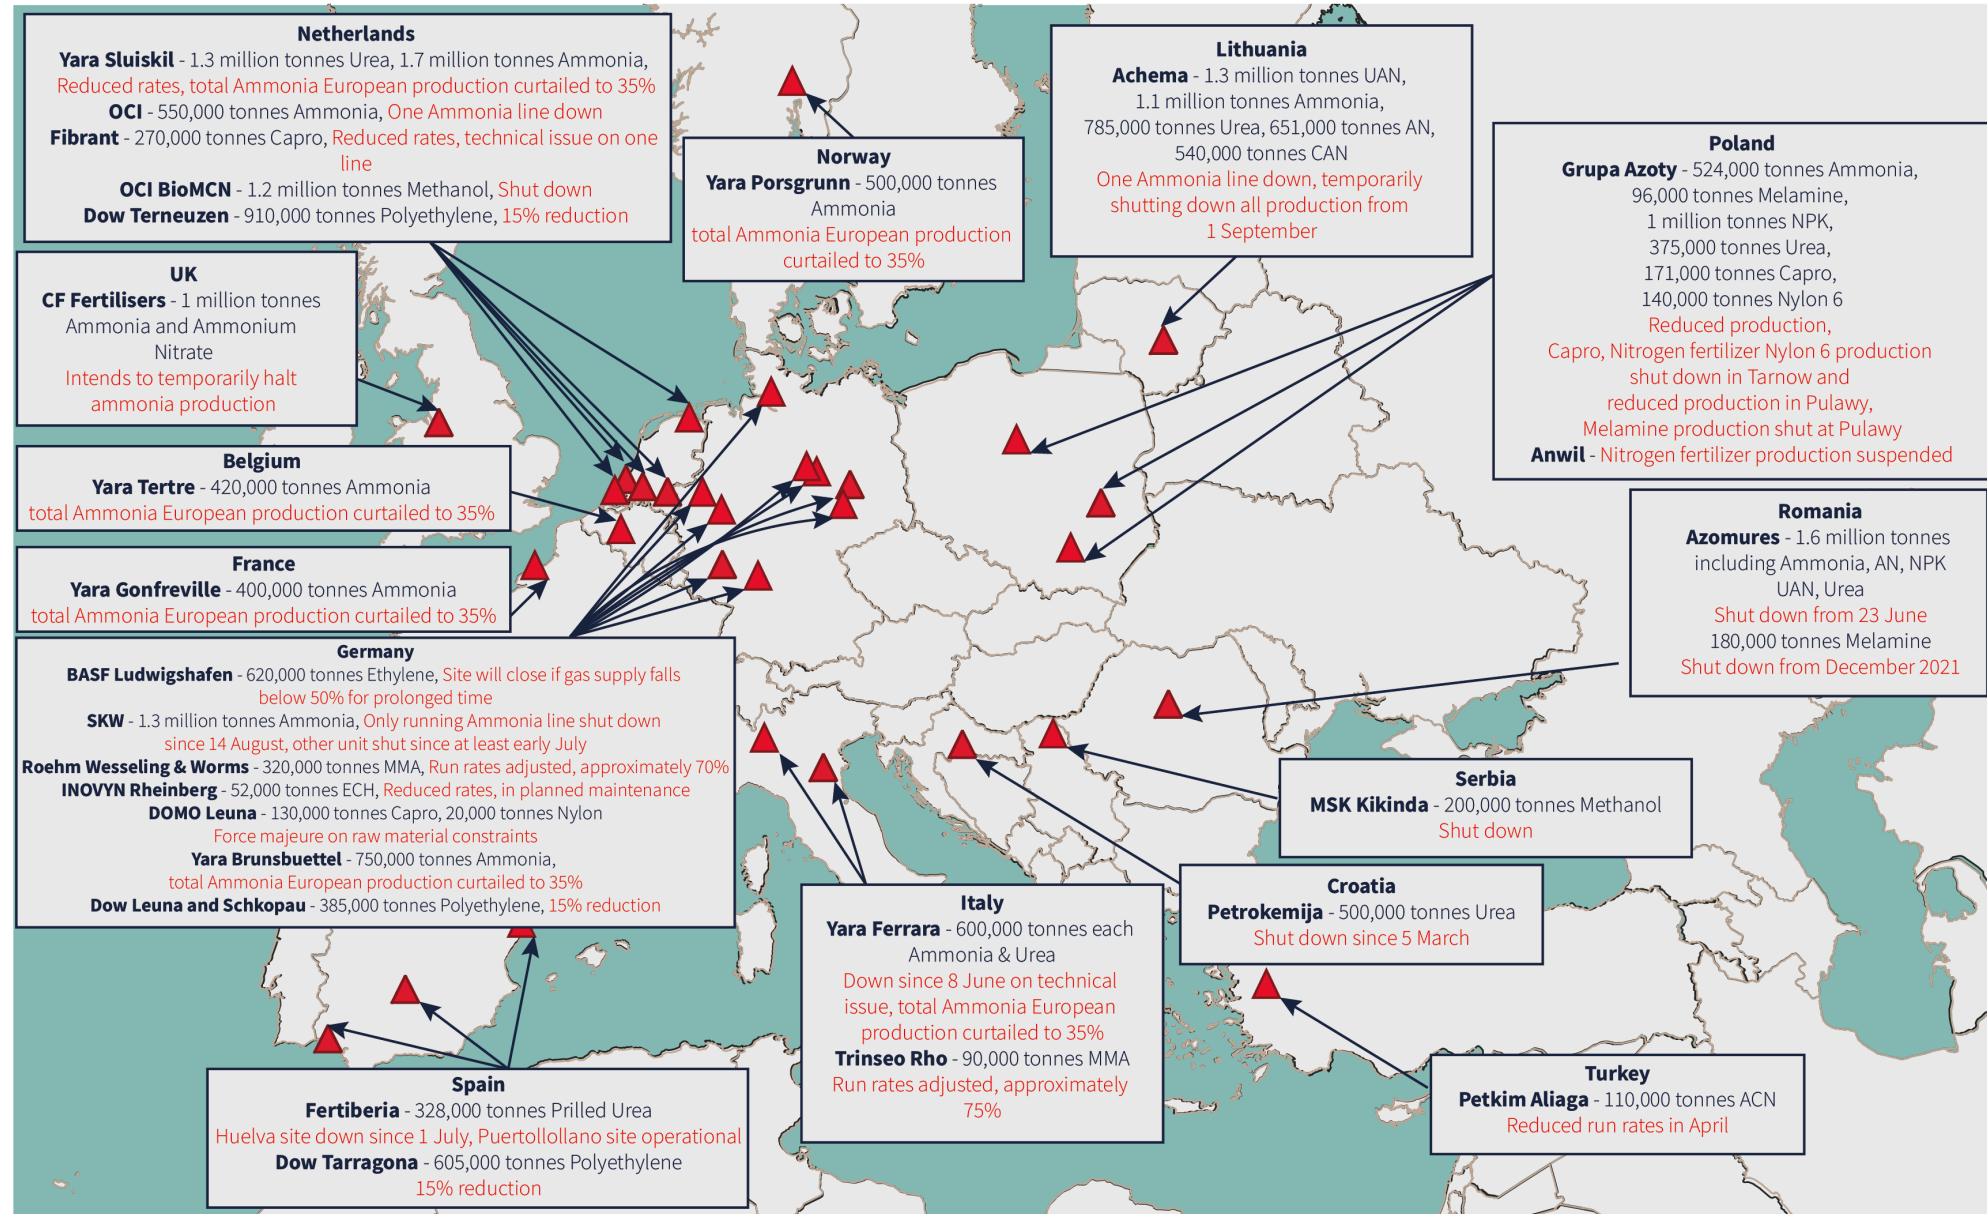 Netherlands
Yara Sluiskil - 1.3 million tonnes Urea, 1.7 million tonnes Ammonia,
Reduced rates, total Ammonia European production curtailed to 35%
OCI - 550,000 tonnes Ammonia, One Ammonia line down
Fibrant - 270,000 tonnes Capro, Reduced rates, technical issue on one
line
OCI BioMCN - 1.2 million tonnes Methanol, Shut down
Dow Terneuzen - 910,000 tonnes Polyethylene, 15% reduction
Norway
Yara Porsgrunn - 500,000 tonnes
Ammonia
total Ammonia European production
curtailed to 35%
Lithuania
Achema - 1.3 million tonnes UAN,
1.1 million tonnes Ammonia,
785,000 tonnes Urea, 651,000 tonnes AN,
540,000 tonnes CAN
One Ammonia line down, temporarily
shutting down all production from
1 September
Poland
Grupa Azoty - 524,000 tonnes Ammonia,
96,000 tonnes Melamine,
1 million tonnes NPK,
375,000 tonnes Urea,
171,000 tonnes Capro,
140,000 tonnes Nylon 6
Reduced production,
Capro, Nitrogen fertilizer Nylon 6 production
shut down in Tarnow and
reduced production in Pulawy,
Melamine production shut at Pulawy
Anwil - Nitrogen fertilizer production suspended
UK
CF Fertilisers - 1 million tonnes
Ammonia and Ammonium
Nitrate
Intends to temporarily halt
ammonia production
Belgium
Yara Tertre - 420,000 tonnes Ammonia
total Ammonia European production curtailed to 35%
France
Yara Gonfreville - 400,000 tonnes Ammonia
total Ammonia European production curtailed to 35%
Romania
Azomures - 1.6 million tonnes
including Ammonia, AN, NPK
UAN, Urea
Shut down from 23 June
180,000 tonnes Melamine
Shut down from December 2021
Germany
BASF Ludwigshafen - 620,000 tonnes Ethylene, Site will close if gas supply falls
below 50% for prolonged time
SKW - 1.3 million tonnes Ammonia, Only running Ammonia line shut down
since 14 August, other unit shut since at least early July
Roehm Wesseling & Worms - 320,000 tonnes MMA, Run rates adjusted, approximately 70%
INOVYN Rheinberg - 52,000 tonnes ECH, Reduced rates, in planned maintenance
DOMO Leuna - 130,000 tonnes Capro, 20,000 tonnes Nylon
Force majeure on raw material constraints
Yara Brunsbuettel - 750,000 tonnes Ammonia,
total Ammonia European production curtailed to 35%
Dow Leuna and Schkopau - 385,000 tonnes Polyethylene, 15% reduction
Serbia
MSK Kikinda - 200,000 tonnes Methanol
Shut down
Croatia
Petrokemija - 500,000 tonnes Urea
Shut down since 5 March
Italy
Yara Ferrara - 600,000 tonnes each
Ammonia & Urea
Down since 8 June on technical
issue, total Ammonia European
production curtailed to 35%
Trinseo Rho - 90,000 tonnes MMA
Run rates adjusted, approximately
75%
Turkey
Petkim Aliaga - 110,000 tonnes ACN
Reduced run rates in April
Spain
Fertiberia - 328,000 tonnes Prilled Urea
Huelva site down since 1 July, Puertollollano site operational
Dow Tarragona - 605,000 tonnes Polyethylene
15% reduction